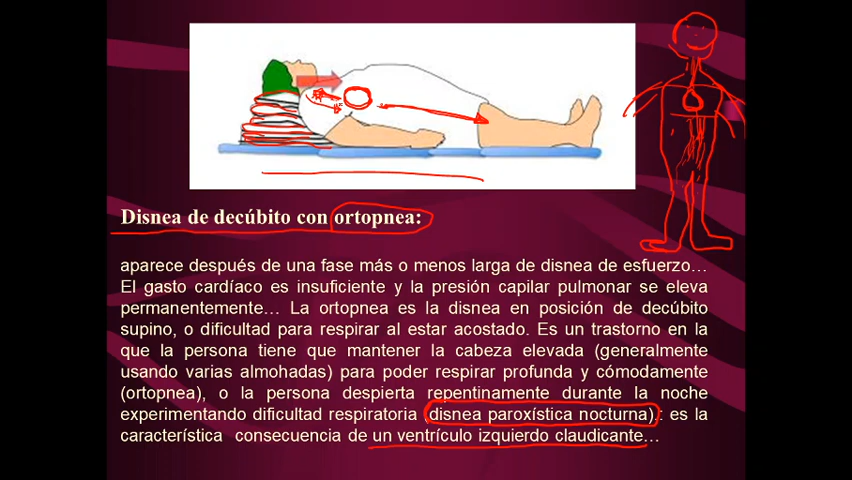 Disnea de decúbito con ortopnea:
aparece después de una fase más o menos larga de disnea de esfuerzo…
El gasto cardíaco es insuficiente y la presión capilar pulmonar se eleva
permanentemente… La ortopnea es la disnea en posición de decúbito
supino, o dificultad para respirar al estar acostado. Es un trastorno en la
que la persona tiene que mantener la cabeza elevada (generalmente
usando varias almohadas) para poder respirar profunda y cómodamente
(ortopnea), o la persona despierta repentinamente durante la noche
experimentando dificultad respiratoria (disnea paroxística nocturna).: es la
característica consecuencia de un ventrículo izquierdo claudicante…